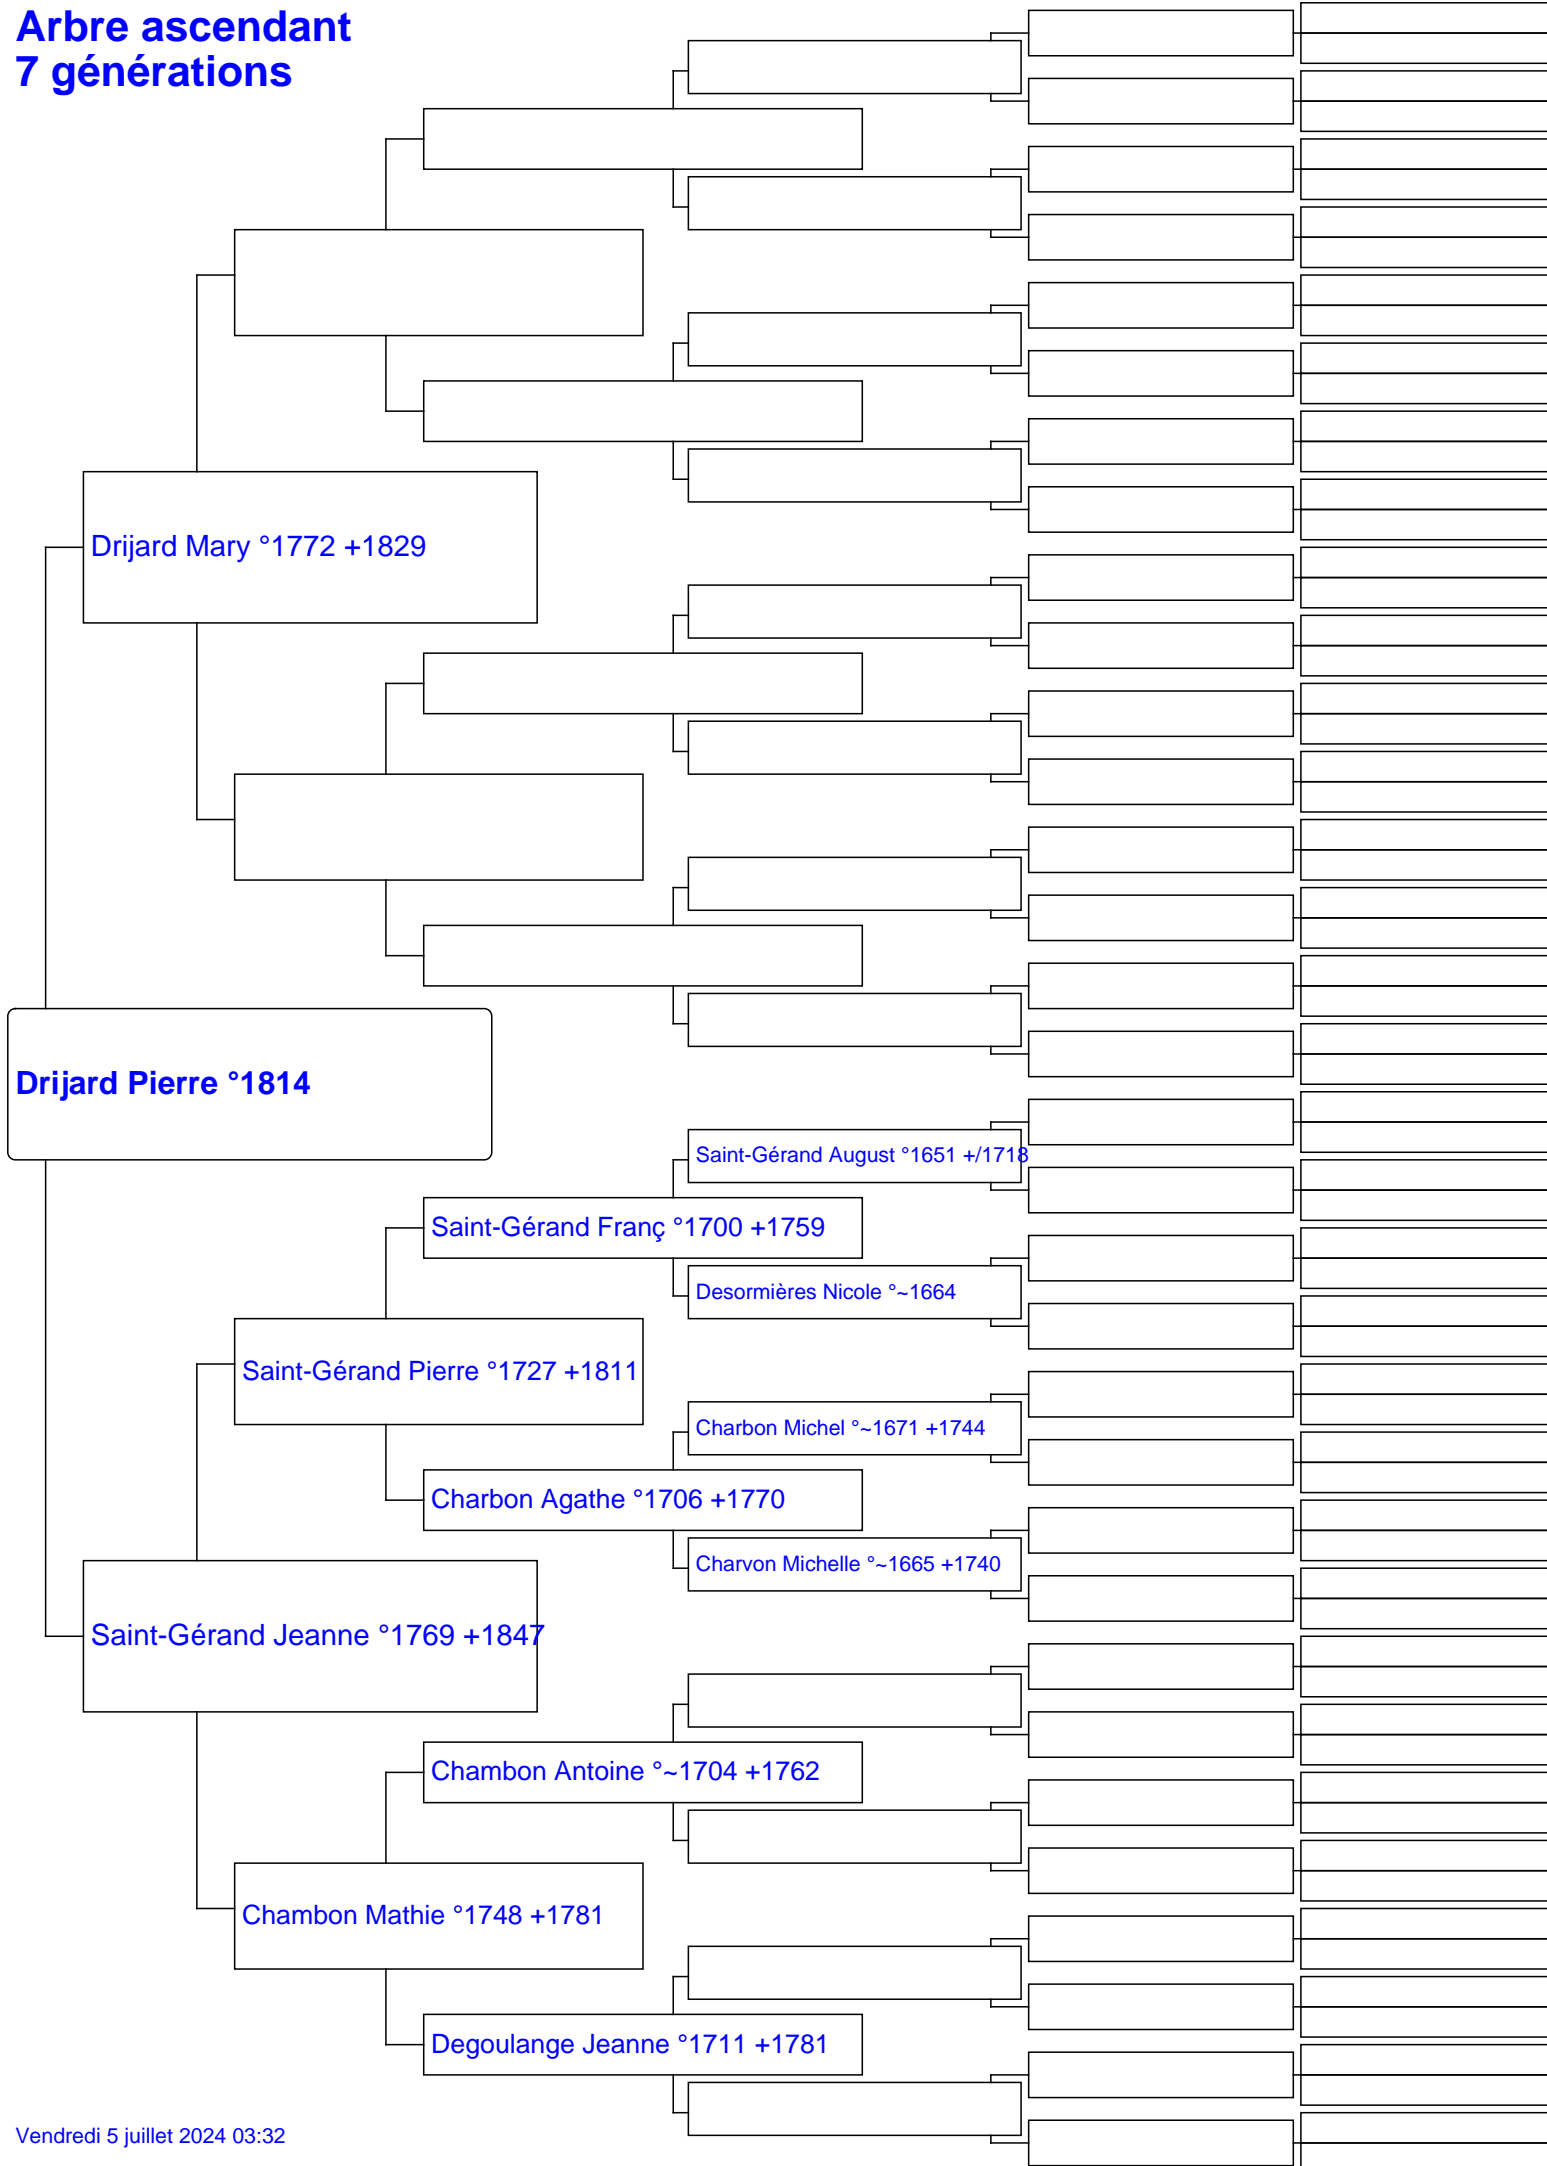 Arbre ascendant
7 générations
Drijard Mary °1772 +1829
Drijard Pierre °1814
Saint-Gérand August °1651 +/1718
Saint-Gérand Franç °1700 +1759
Desormières Nicole °~1664
Saint-Gérand Pierre °1727 +1811
Charbon Michel °~1671 +1744
Charbon Agathe °1706 +1770
Charvon Michelle °~1665 +1740
Saint-Gérand Jeanne °1769 +1847
Chambon Antoine °~1704 +1762
Chambon Mathie °1748 +1781
Degoulange Jeanne °1711 +1781
Vendredi 5 juillet 2024 03:32